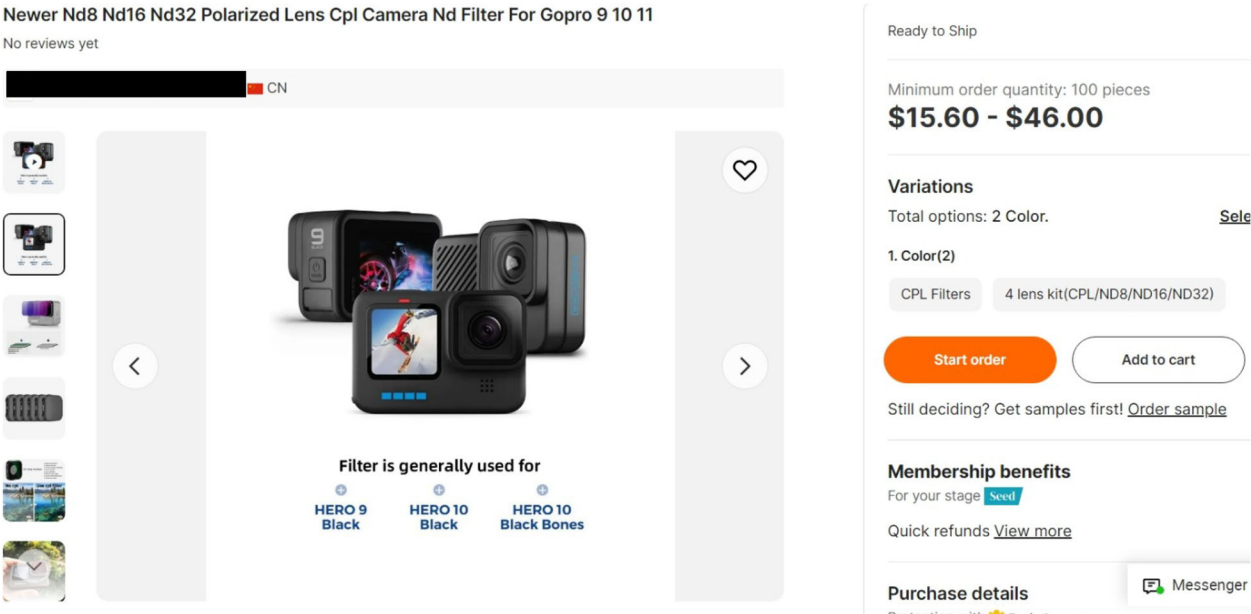 Newer Nd8 Nd16 Nd32 Polarized Lens Cpl Camera Nd Filter For Gopro 9 10 11
No reviews yet
CN
9
Filter is generally used for
HERO 9
Black
HERO 10
Black
HERO 10
Black Bones
Ready to Ship
Minimum order quantity: 100 pieces
$15.60 - $46.00
Variations
Total options: 2 Color.
Sele
1. Color(2)
CPL Filters
4 lens kit(CPL/ND8/ND16/ND32)
Start order
Add to cart
Still deciding? Get samples first! Order sample
Membership benefits
For your stage Seed
Quick refunds View more
Purchase details
Messenger